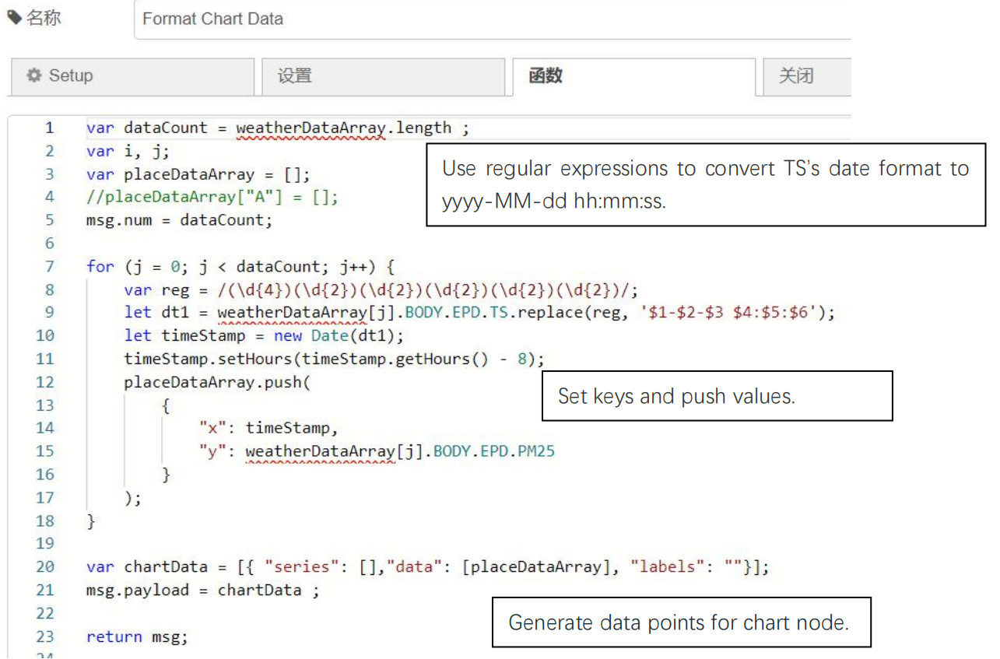 名称 Format Chart Data
Setup 设置 函数 关闭
1 var dataCount = weatherDataArray.length ;
2 var i, j;
3 var placeDataArray = [];
4 //placeDataArray["A"] = [];
5 msg.num = dataCount;
Use regular expressions to convert TS's date format to
yyyy-MM-dd hh:mm:ss.
6
7 for (j = 0; j < dataCount; j++) {
8 var reg = /(\d{4})(\d{2})(\d{2})(\d{2})(\d{2})(\d{2})/;
9 let dt1 = weatherDataArray[j].BODY.EPD.TS.replace(reg, '$1-$2-$3 $4:$5:$6');
10 let timeStamp = new Date(dt1);
11 timeStamp.setHours(timeStamp.getHours() - 8);
12 placeDataArray.push(
Set keys and push values.
13 {
14 "x": timeStamp,
15 "y": weatherDataArray[j].BODY.EPD.PM25
16 }
17 );
18 }
19
20 var chartData = [{ "series": [],"data": [placeDataArray], "labels": ""}];
21 msg.payload = chartData ;
22
Generate data points for chart node.
23 return msg;
24